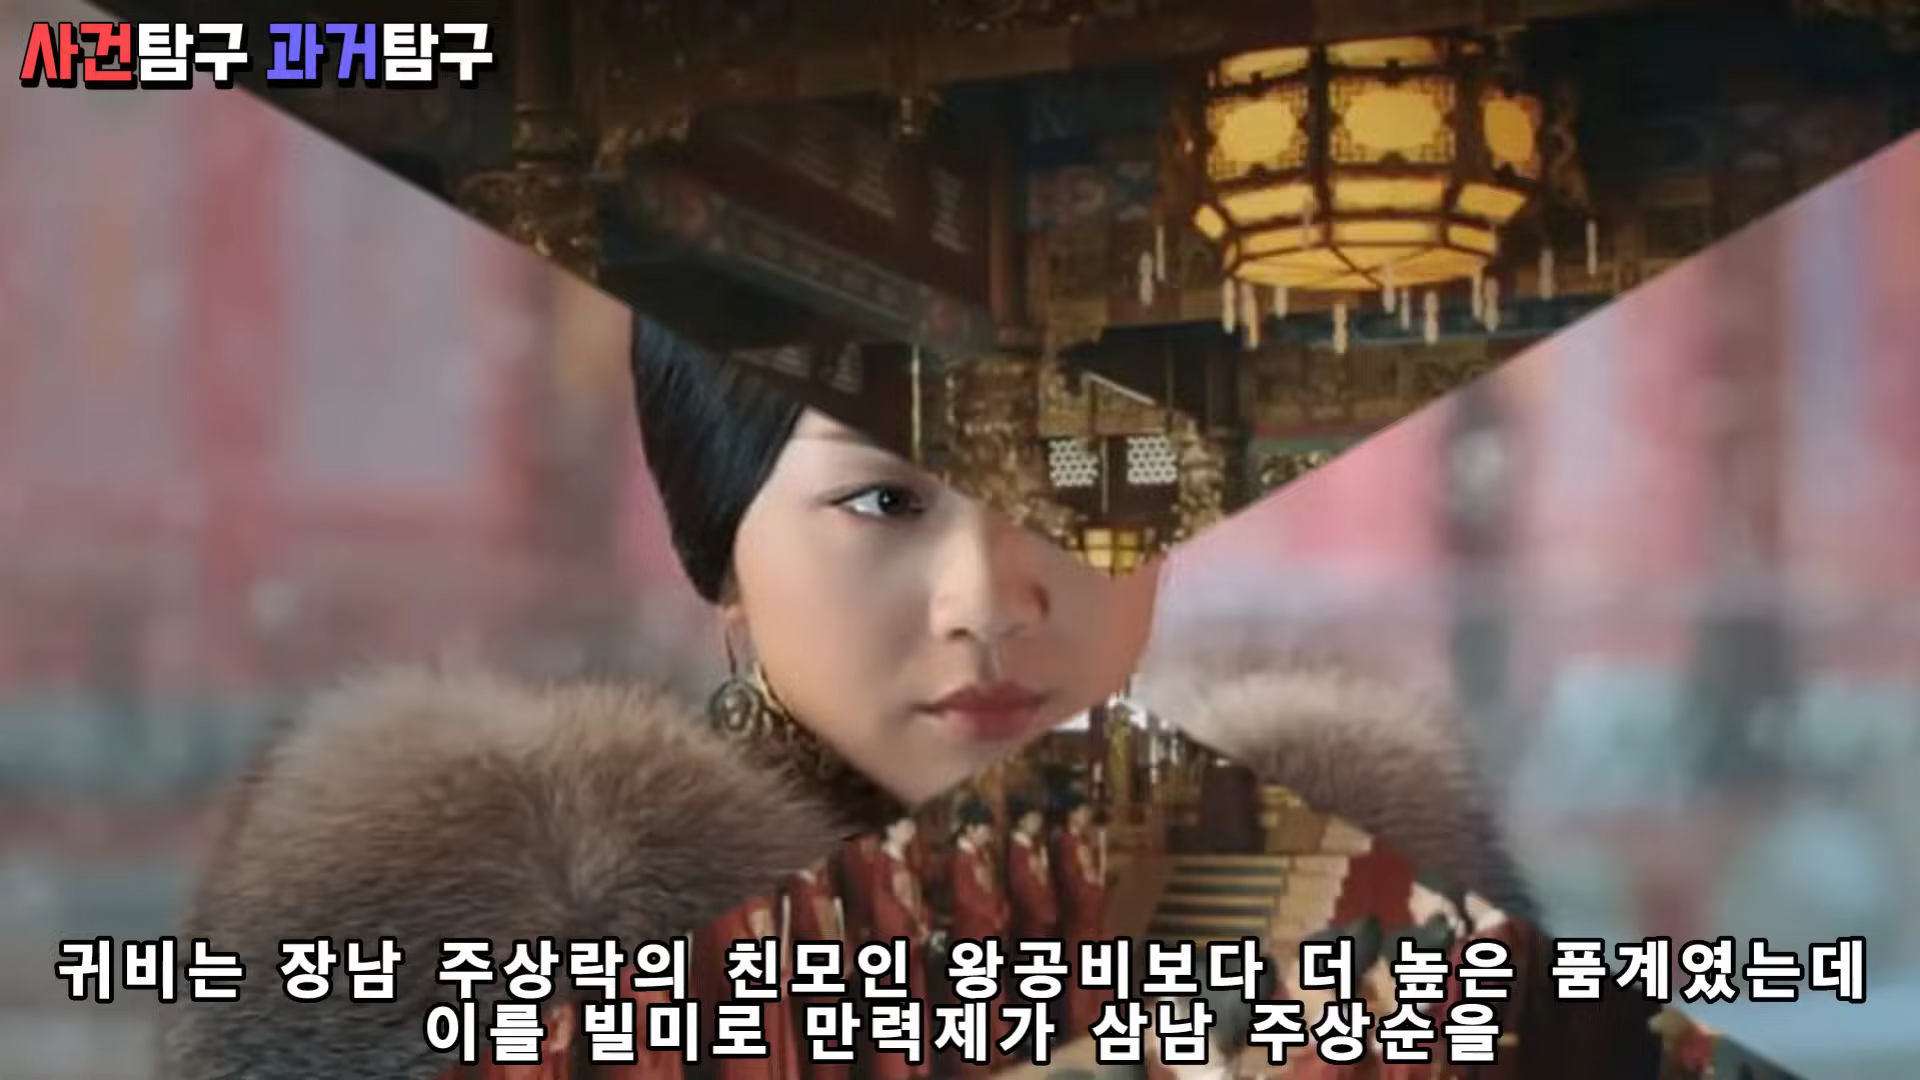 사건탐구 과거탐구
귀비는 장남 주상락의 친모인 왕공비보다 더 높은 품계였는데
이를 빌미로 만력제가 삼남 주상순을